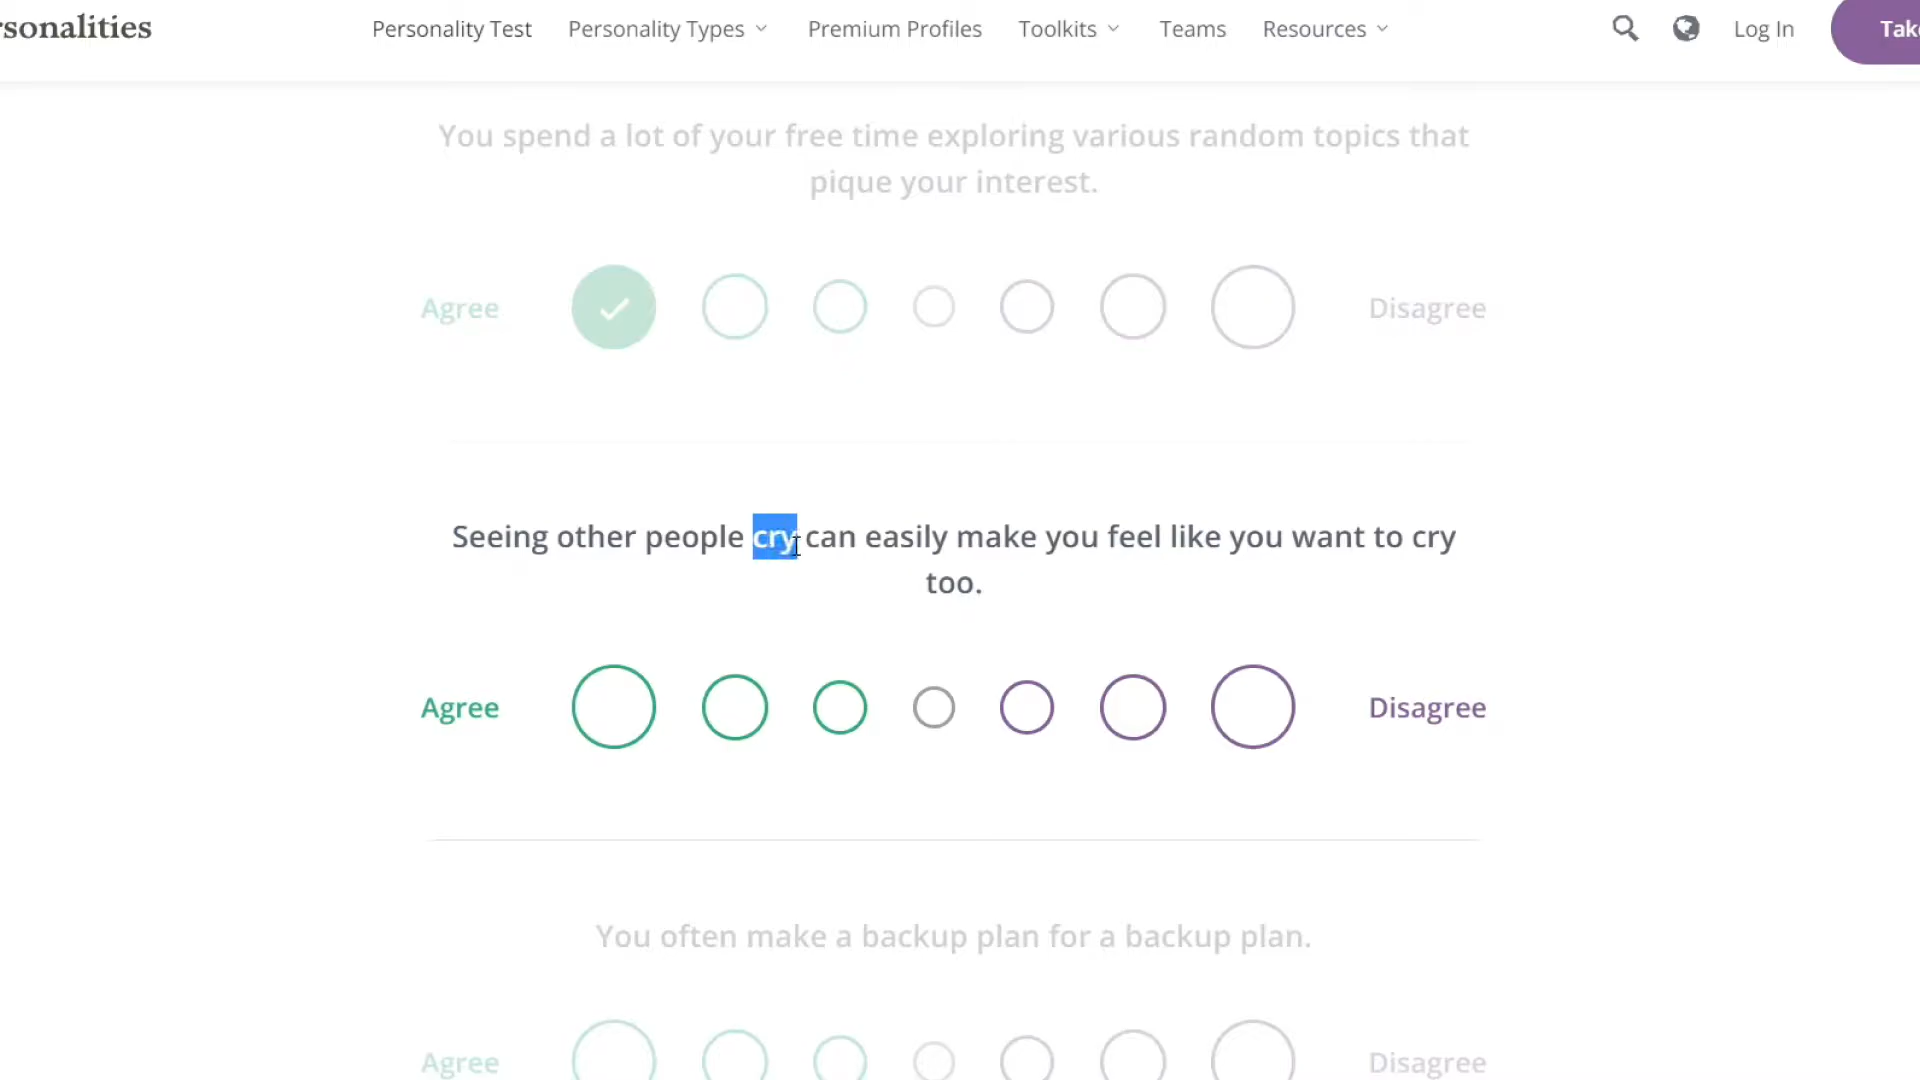 rsonalities
Personality Test Personality Types Premium Profiles Toolkits Teams Resources Log In Tak
You spend a lot of your free time exploring various random topics that
pique your interest.
Agree Disagree
Seeing other people cry can easily make you feel like you want to cry
too.
Agree Disagree
You often make a backup plan for a backup plan.
Agree Disagree